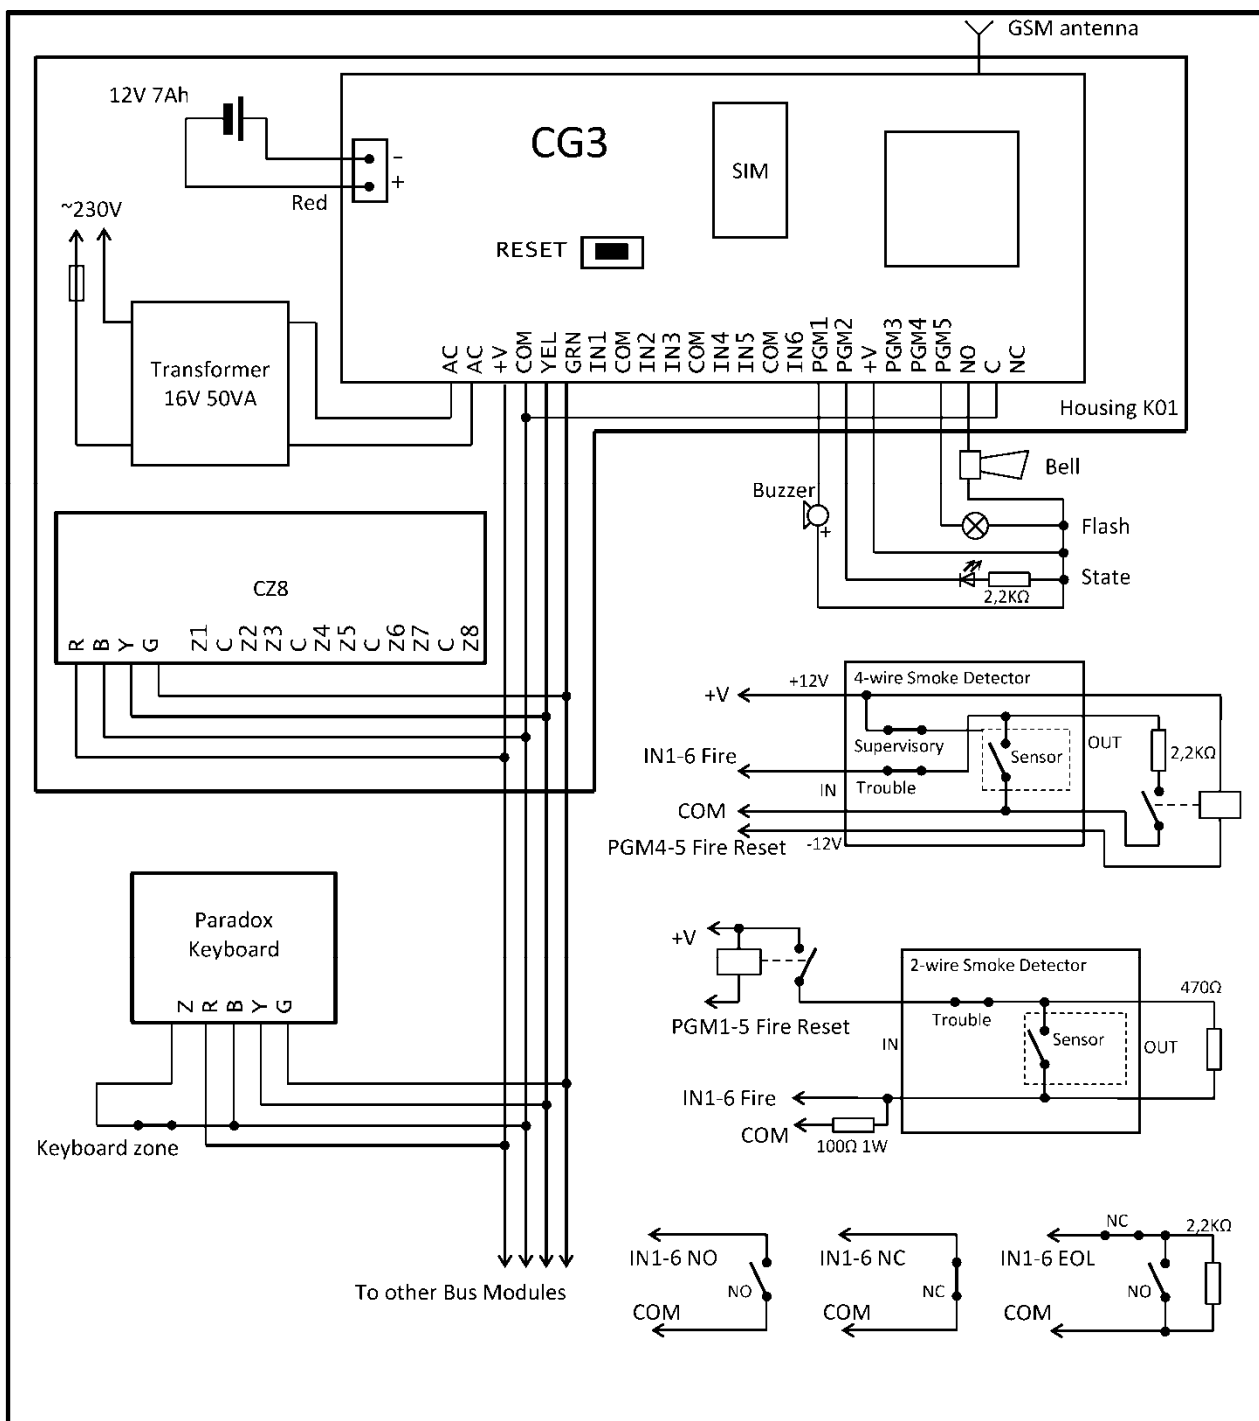 GSM antenna
12V 7Ah
CG3
SIM
-
+
Red
~230V
RESET
Transformer
16V 50VA
AC
AC
+V
COM
YEL
GRN
IN1
COM
IN2
IN3
COM
IN4
IN5
COM
IN6
PGM1
PGM2
+V
PGM3
PGM4
PGM5
NO
C
NC
Housing K01
Bell
Buzzer
+
Flash
State
2,2KΩ
CZ8
R
B
Y
G
Z1
C
Z2
Z3
C
Z4
Z5
C
Z6
Z7
C
Z8
4-wire Smoke Detector
+12V
+V
Supervisory
Sensor
OUT
2,2KΩ
IN1-6 Fire
IN
Trouble
COM
PGM4-5 Fire Reset
-12V
Paradox
Keyboard
Z
R
B
Y
G
Keyboard zone
+V
2-wire Smoke Detector
470Ω
PGM1-5 Fire Reset
Trouble
IN
Sensor
OUT
IN1-6 Fire
COM
100Ω 1W
To other Bus Modules
IN1-6 NO
NO
COM
IN1-6 NC
NC
COM
NC
2,2KΩ
IN1-6 EOL
NO
COM